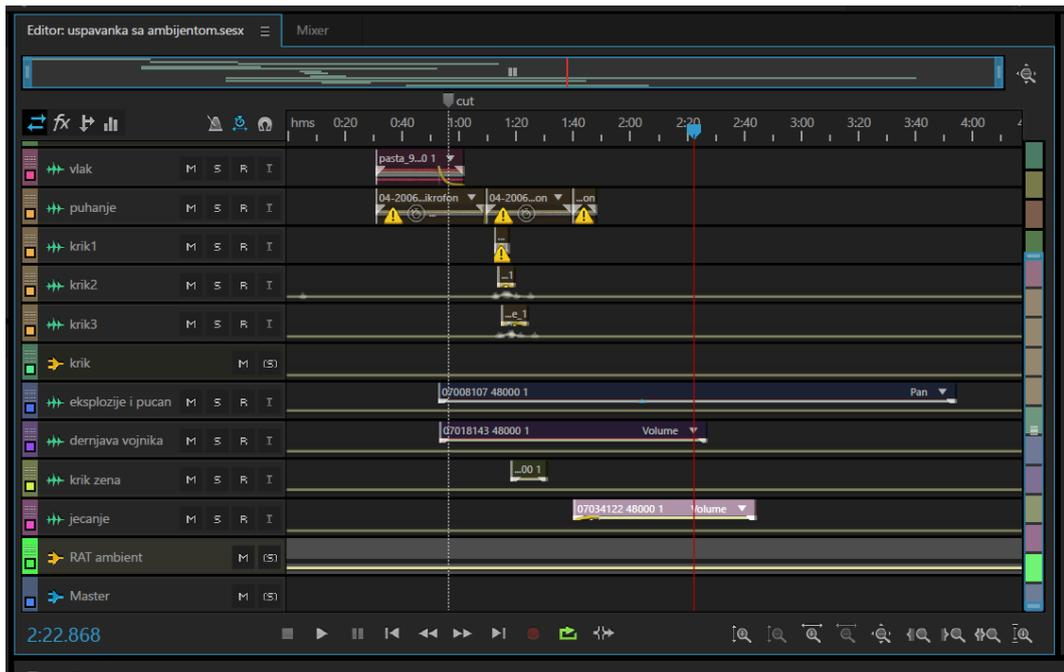 Editor: uspavanka sa ambijentom.sesx Mixer
cut
fx hms 0:20 0:40 1:00 1:20 1:40 2:00 2:20 2:40 3:00 3:20 3:40 4:00 4
vlak M S R I pasta_9...0 1
puhanje M S R I 04-2006...ikrofon 04-2006...on ...on
krik1 M S R I ...
krik2 M S R I ...1
krik3 M S R I ...e_1
krik M (S)
eksplozije i pucan M S R I 07008107 48000 1 Pan
dernjava vojnika M S R I 07018143 48000 1 Volume
krik zena M S R I ...00 1
jecanje M S R I 07034122 48000 1 Volume
RAT ambient M (S)
Master M (S)
2:22.868